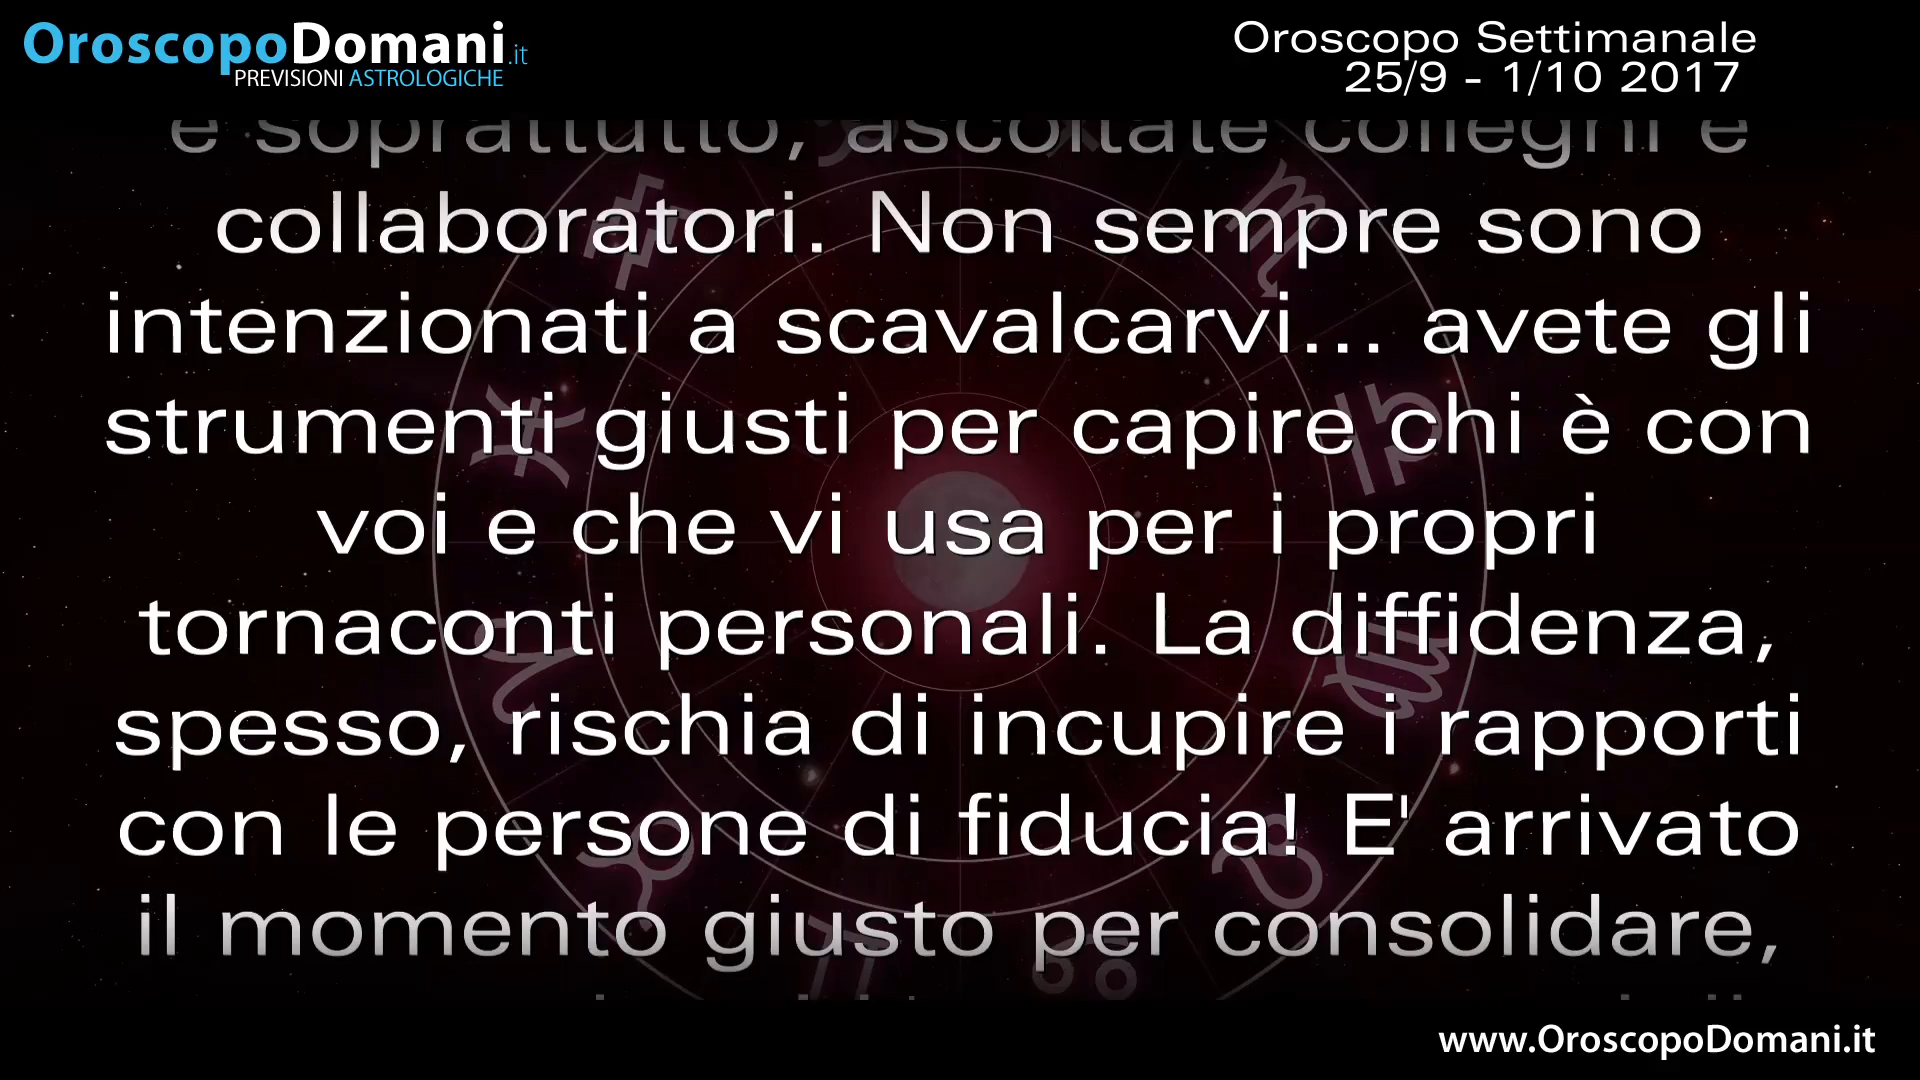 OroscopoDomani.it
PREVISIONI ASTROLOGICHE
Oroscopo Settimanale
25/9 - 1/10 2017
e soprattutto, ascoltate colleghi e
collaboratori. Non sempre sono
intenzionati a scavalcarvi... avete gli
strumenti giusti per capire chi è con
voi e che vi usa per i propri
tornaconti personali. La diffidenza,
spesso, rischia di incupire i rapporti
con le persone di fiducia! E' arrivato
il momento giusto per consolidare,
www.OroscopoDomani.it